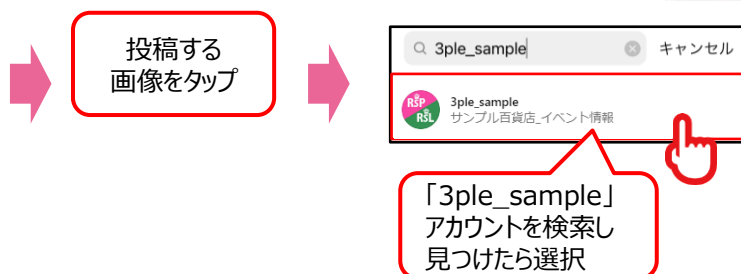 投稿する
画像をタップ
3ple_sample
キャンセル
RSP
RSL
3ple_sample
サンプル百貨店_イベント情報
「3ple_sample」
アカウントを検索し
見つけたら選択